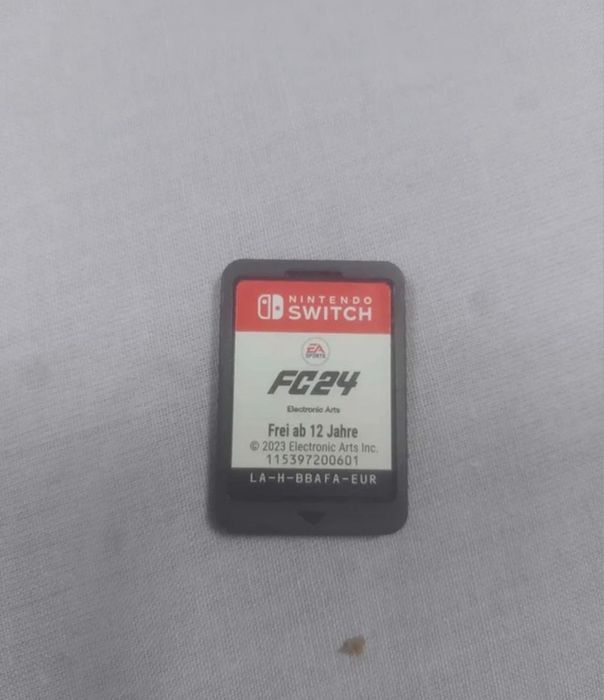 NINTENDO
SWITCH
EA
SPORTS
FC24
Electronic Arts
Frei ab 12 Jahre
© 2023 Electronic Arts Inc.
115397200601
LA-H-BBAFA-EUR